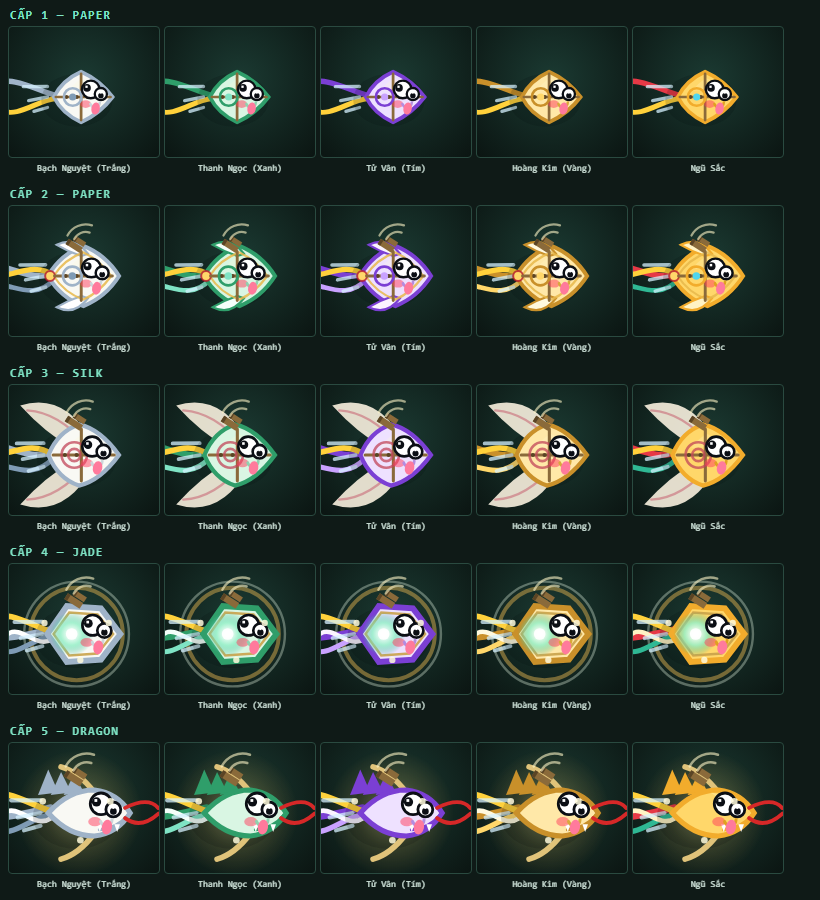 CẤP 1 — PAPER
Bạch Nguyệt (Trắng) Thanh Ngọc (Xanh) Tử Vân (Tím) Hoàng Kim (Vàng) Ngũ Sắc
CẤP 2 — PAPER
Bạch Nguyệt (Trắng) Thanh Ngọc (Xanh) Tử Vân (Tím) Hoàng Kim (Vàng) Ngũ Sắc
CẤP 3 — SILK
Bạch Nguyệt (Trắng) Thanh Ngọc (Xanh) Tử Vân (Tím) Hoàng Kim (Vàng) Ngũ Sắc
CẤP 4 — JADE
Bạch Nguyệt (Trắng) Thanh Ngọc (Xanh) Tử Vân (Tím) Hoàng Kim (Vàng) Ngũ Sắc
CẤP 5 — DRAGON
Bạch Nguyệt (Trắng) Thanh Ngọc (Xanh) Tử Vân (Tím) Hoàng Kim (Vàng) Ngũ Sắc